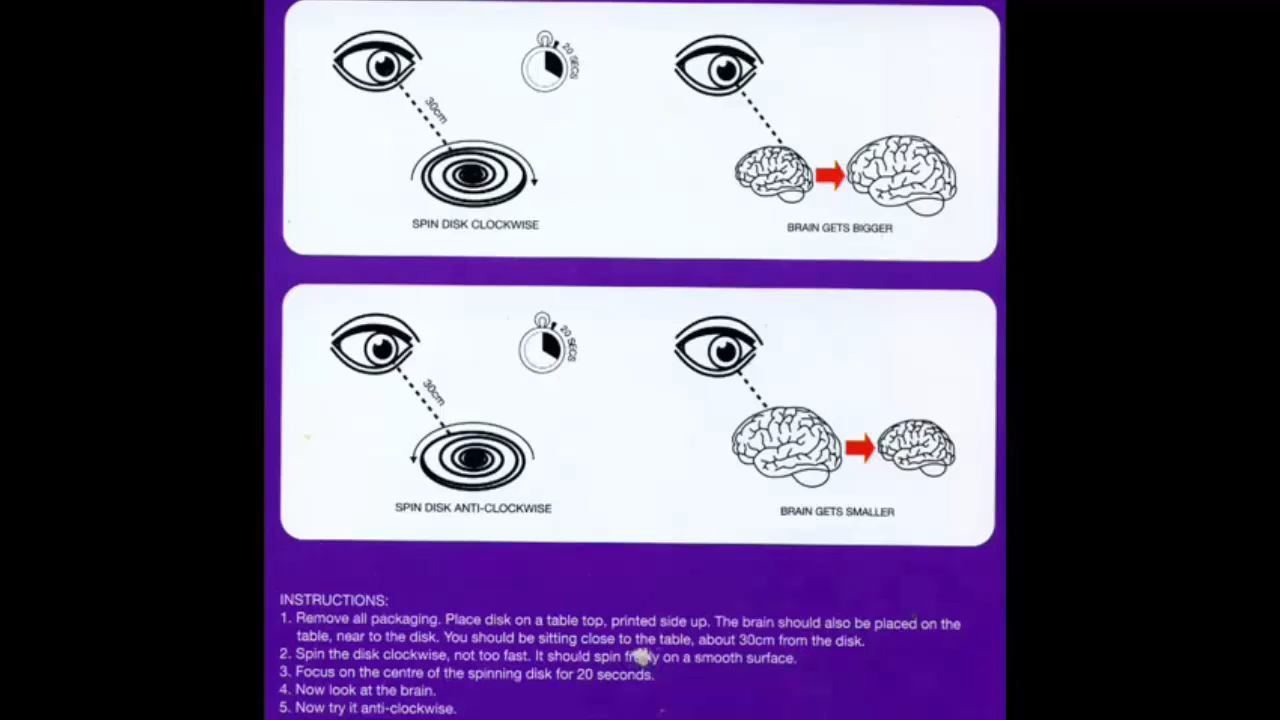 20 SECS
30cm
SPIN DISK CLOCKWISE
BRAIN GETS BIGGER
20 SECS
30cm
SPIN DISK ANTI-CLOCKWISE
BRAIN GETS SMALLER
INSTRUCTIONS:
1. Remove all packaging. Place disk on a table top, printed side up. The brain should also be placed on the
table, near to the disk. You should be sitting close to the table, about 30cm from the disk.
2. Spin the disk clockwise, not too fast. It should spin freely on a smooth surface.
3. Focus on the centre of the spinning disk for 20 seconds.
4. Now look at the brain.
5. Now try it anti-clockwise.